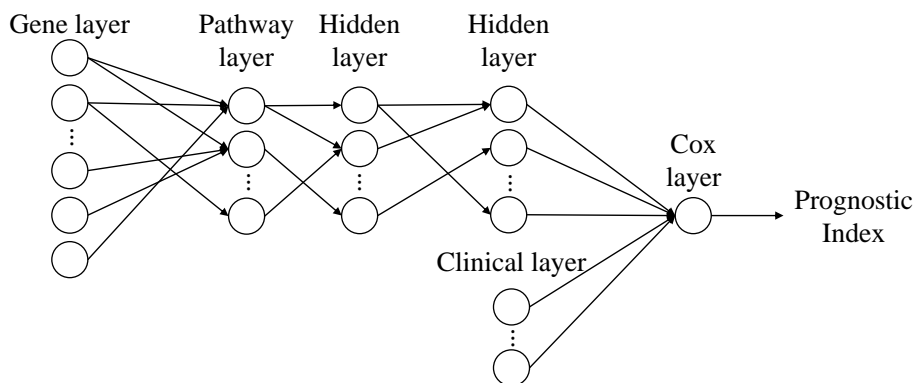 Gene layer
Pathway
layer
Hidden
layer
Hidden
layer
Cox
layer
Prognostic
Index
Clinical layer